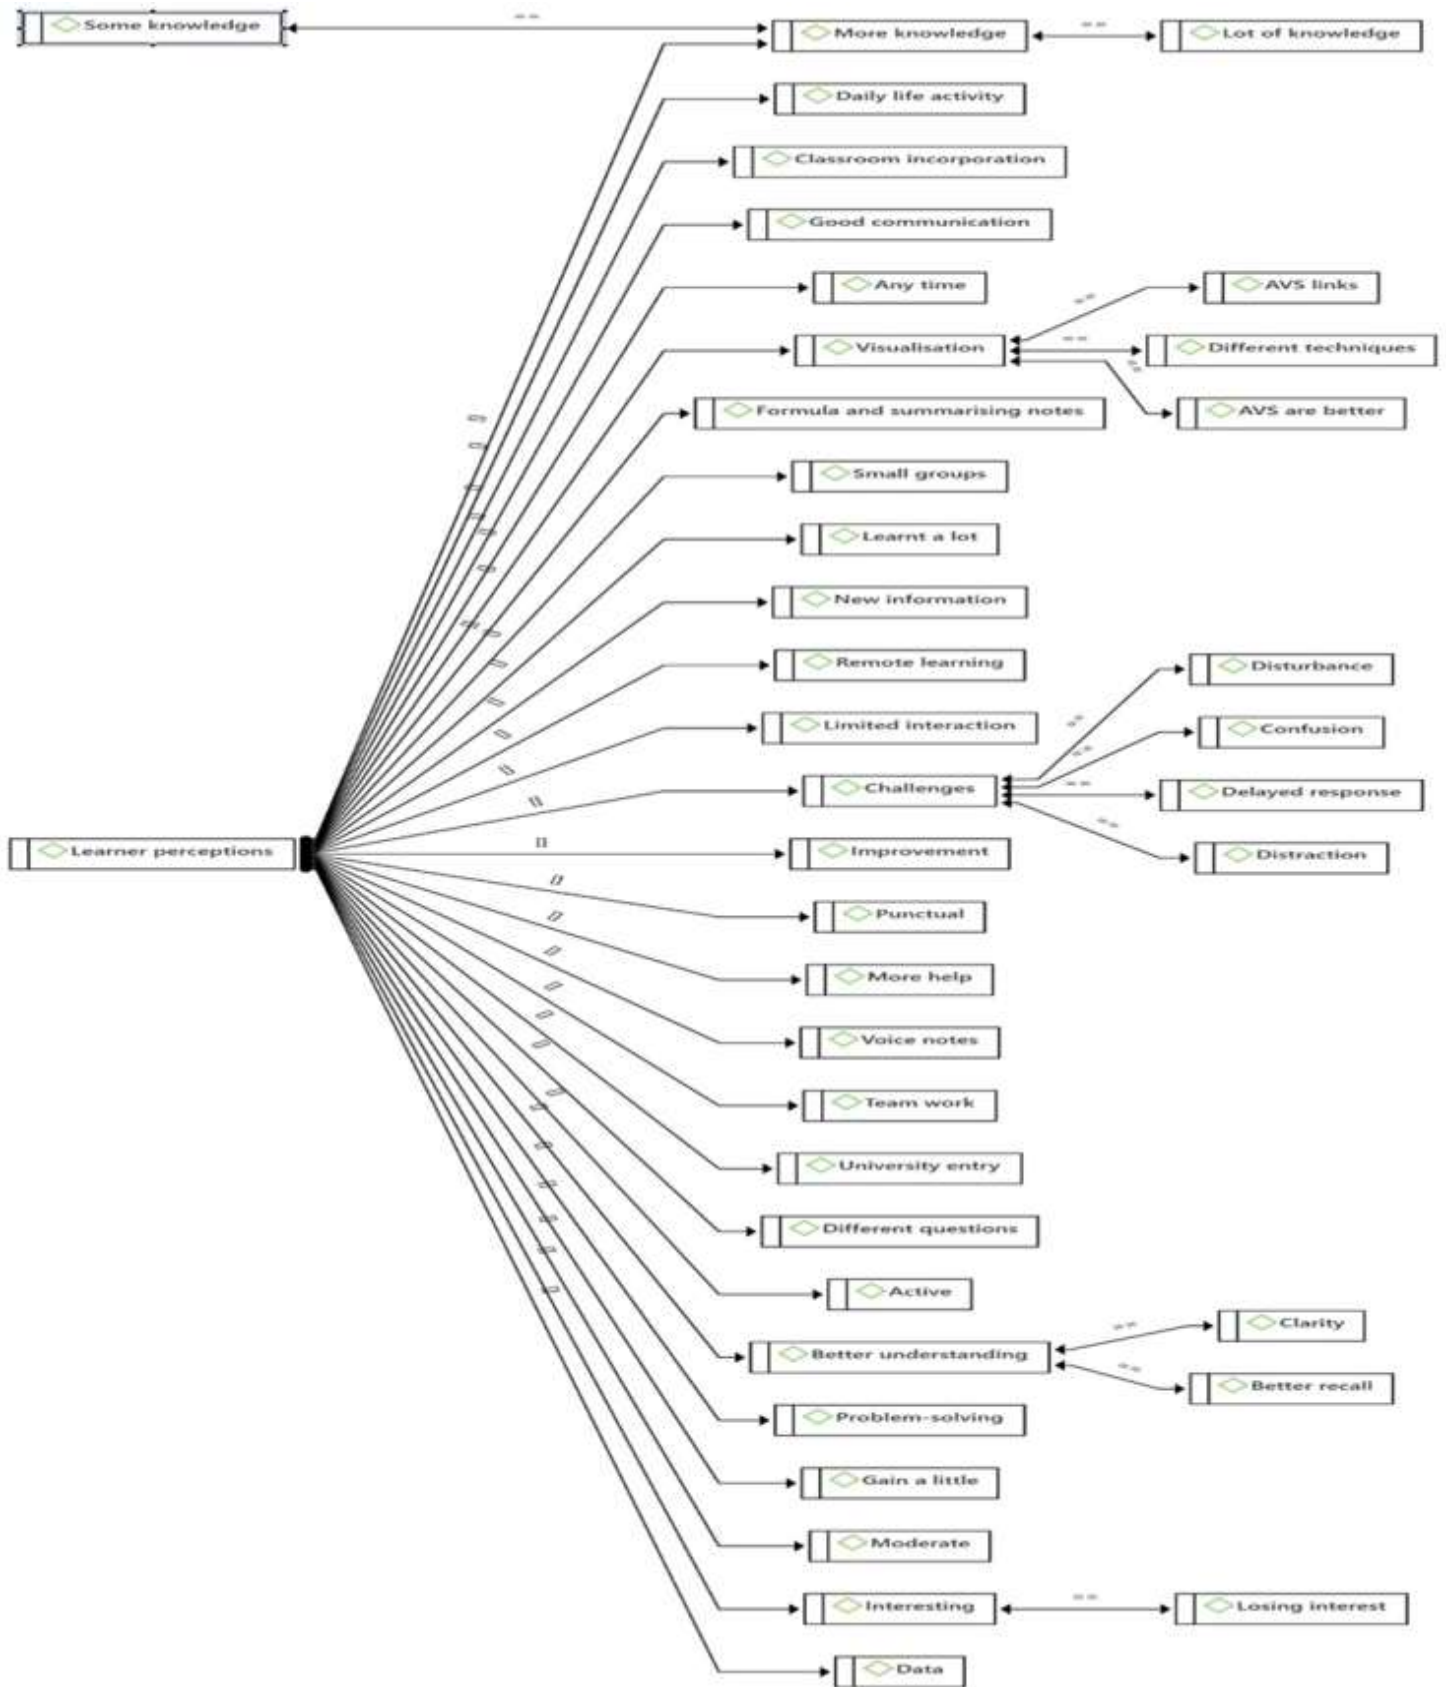 Some knowledge
More knowledge
Lot of knowledge
Daily life activity
Classroom incorporation
Good communication
Any time
AVS links
Visualisation
Different techniques
Formula and summarising notes
AVS are better
Small groups
Learnt a lot
New information
Remote learning
Disturbance
Limited interaction
Confusion
Challenges
Delayed response
Learner perceptions
Improvement
Distraction
Punctual
More help
Voice notes
Team work
University entry
Different questions
Active
Clarity
Better understanding
Better recall
Problem-solving
Gain a little
Moderate
Interesting
Losing interest
Data